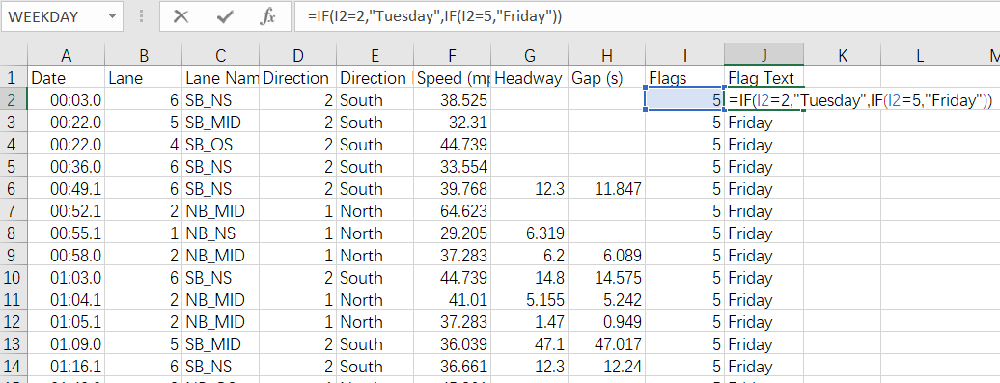 WEEKDAY fx =IF(I2=2,"Tuesday",IF(I2=5,"Friday"))
A B C D E F G H I J K L
1 Date Lane Lane Nam Direction Direction Speed (mp Headway Gap (s) Flags Flag Text
2 00:03.0 6 SB_NS 2 South 38.525 5 =IF(I2=2,"Tuesday",IF(I2=5,"Friday"))
3 00:22.0 5 SB_MID 2 South 32.31 5 Friday
4 00:22.0 4 SB_OS 2 South 44.739 5 Friday
5 00:36.0 6 SB_NS 2 South 33.554 5 Friday
6 00:49.1 6 SB_NS 2 South 39.768 12.3 11.847 5 Friday
7 00:52.1 2 NB_MID 1 North 64.623 5 Friday
8 00:55.1 1 NB_NS 1 North 29.205 6.319 5 Friday
9 00:58.0 2 NB_MID 1 North 37.283 6.2 6.089 5 Friday
10 01:03.0 6 SB_NS 2 South 44.739 14.8 14.575 5 Friday
11 01:04.1 2 NB_MID 1 North 41.01 5.155 5.242 5 Friday
12 01:05.1 2 NB_MID 1 North 37.283 1.47 0.949 5 Friday
13 01:09.0 5 SB_MID 2 South 36.039 47.1 47.017 5 Friday
14 01:16.1 6 SB_NS 2 South 36.661 12.3 12.24 5 Friday